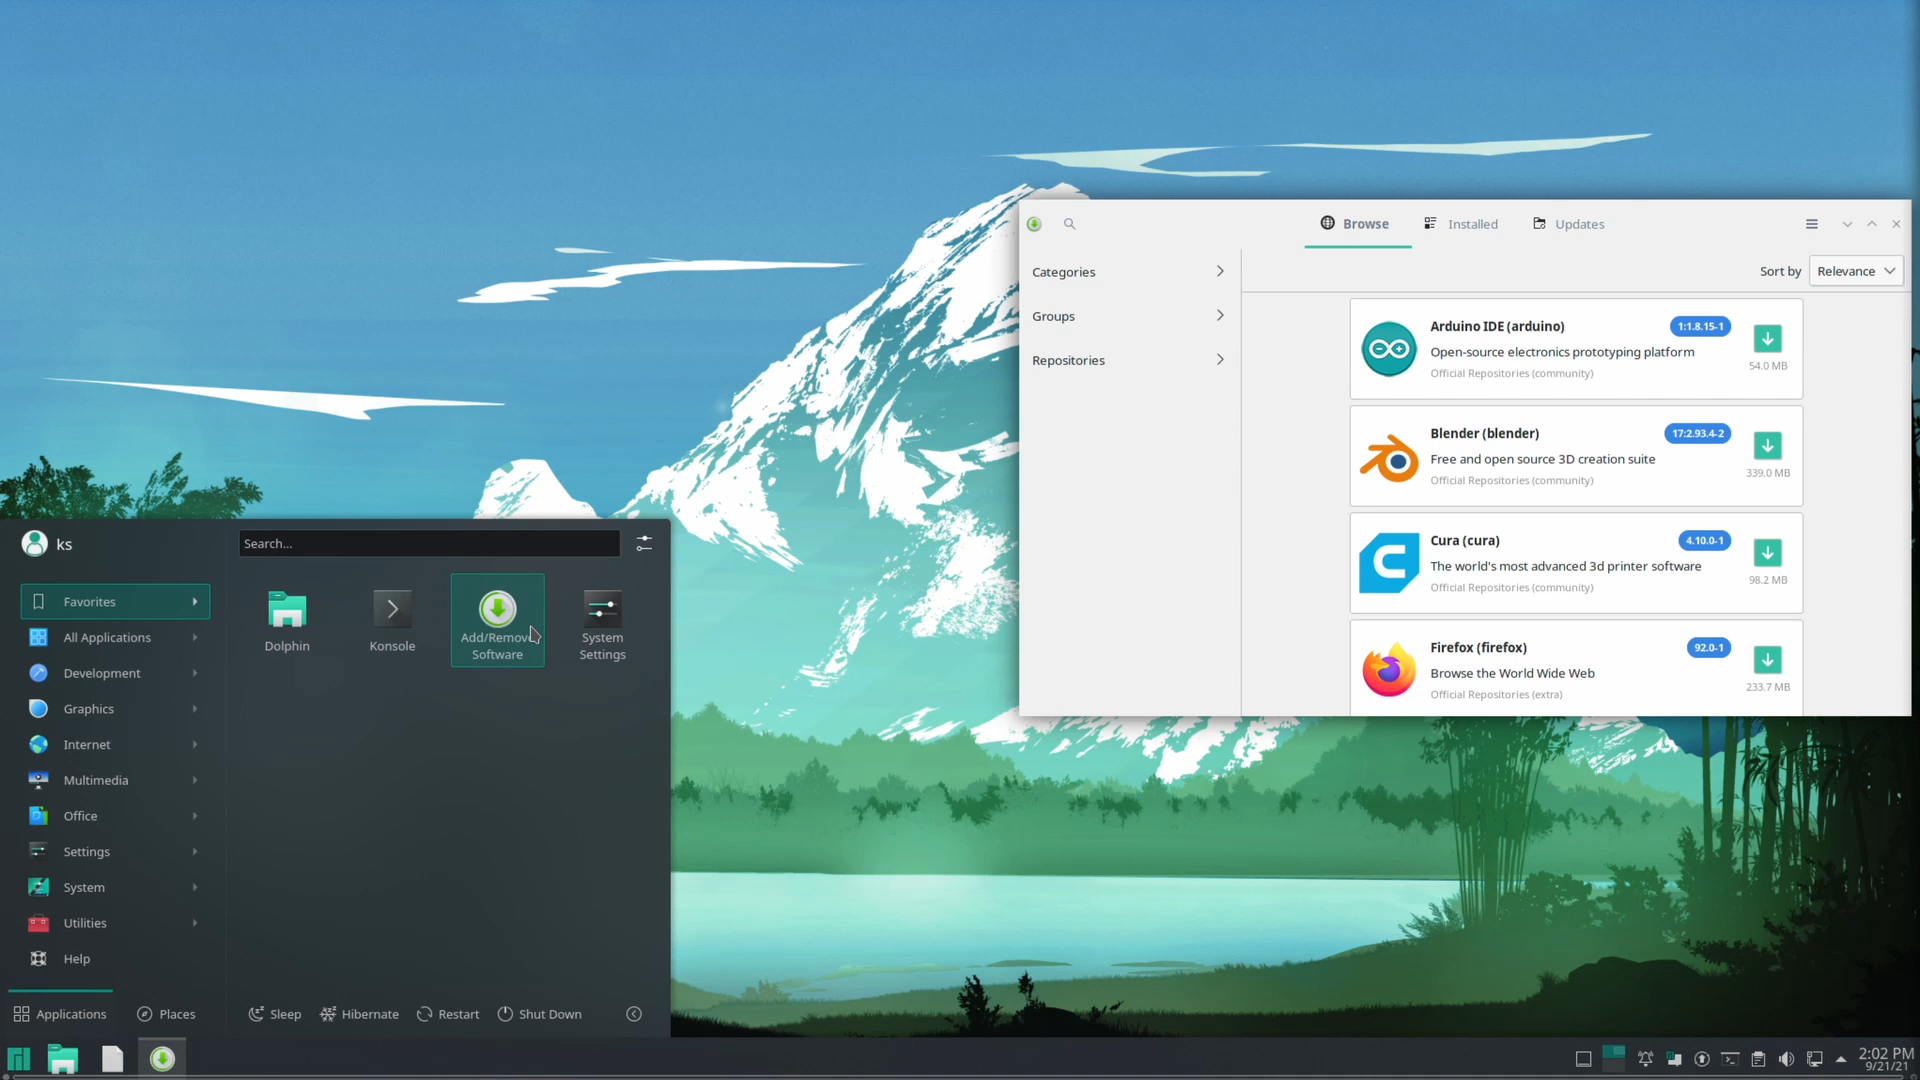 Browse
Installed
Updates
Categories
Groups
Repositories
Sort by
Relevance
Arduino IDE (arduino)
1:1.8.15-1
Open-source electronics prototyping platform
Official Repositories (community)
54.0 MB
Blender (blender)
17:2.93.4-2
Free and open source 3D creation suite
Official Repositories (community)
339.0 MB
Cura (cura)
4.10.0-1
The world's most advanced 3d printer software
Official Repositories (community)
98.2 MB
Firefox (firefox)
92.0-1
Browse the World Wide Web
Official Repositories (extra)
233.7 MB
ks
Search...
Favorites
All Applications
Development
Graphics
Internet
Multimedia
Office
Settings
System
Utilities
Help
Dolphin
Konsole
Add/Remove
Software
System
Settings
Applications
Places
Sleep
Hibernate
Restart
Shut Down
2:02 PM
9/21/21